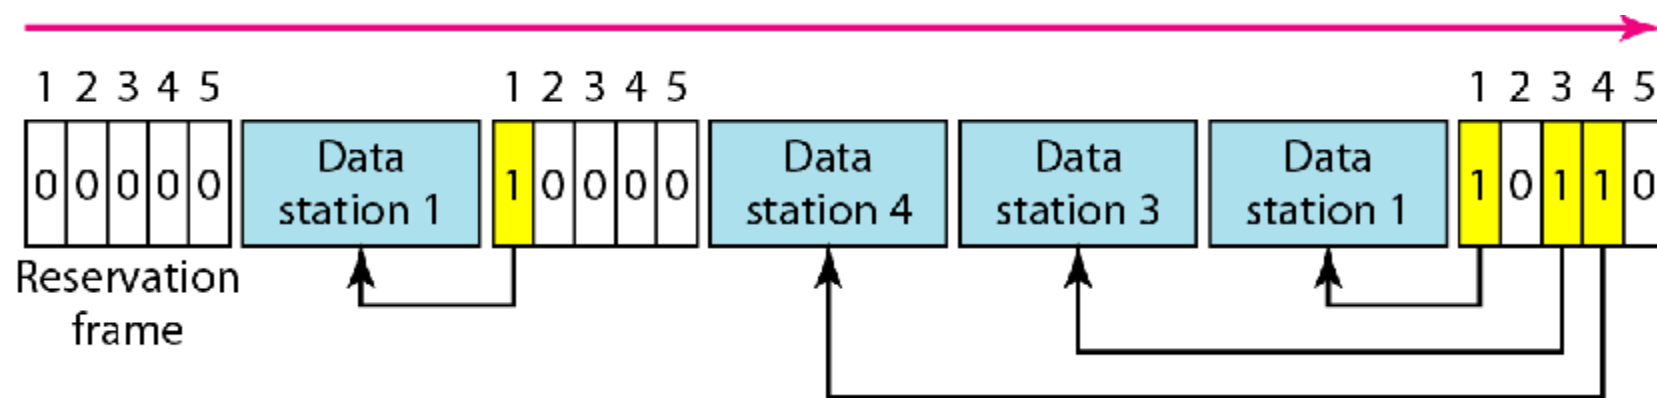 1 2 3 4 5 1 2 3 4 5 1 2 3 4 5
0 0 0 0 0 Data station 1 1 0 0 0 0 Data station 4 Data station 3 Data station 1 1 0 1 1 0
Reservation
frame